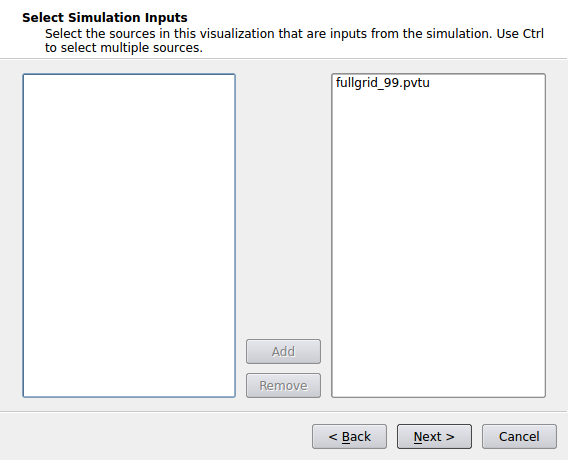 Select Simulation Inputs
Select the sources in this visualization that are inputs from the simulation. Use Ctrl
to select multiple sources.
fullgrid_99.pvtu
Add
Remove
< Back
Next >
Cancel